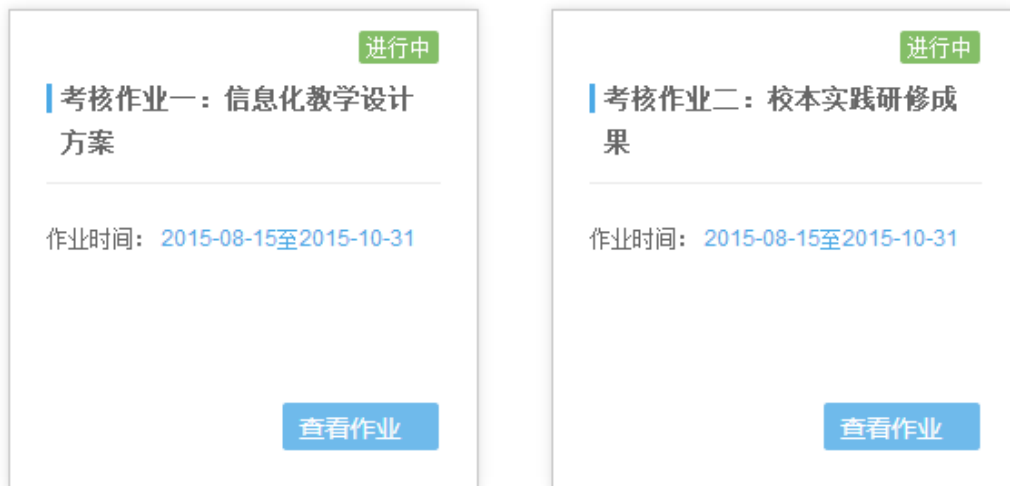 进行中
考核作业一：信息化教学设计
方案
作业时间： 2015-08-15至2015-10-31
查看作业
进行中
考核作业二：校本实践研修成
果
作业时间： 2015-08-15至2015-10-31
查看作业